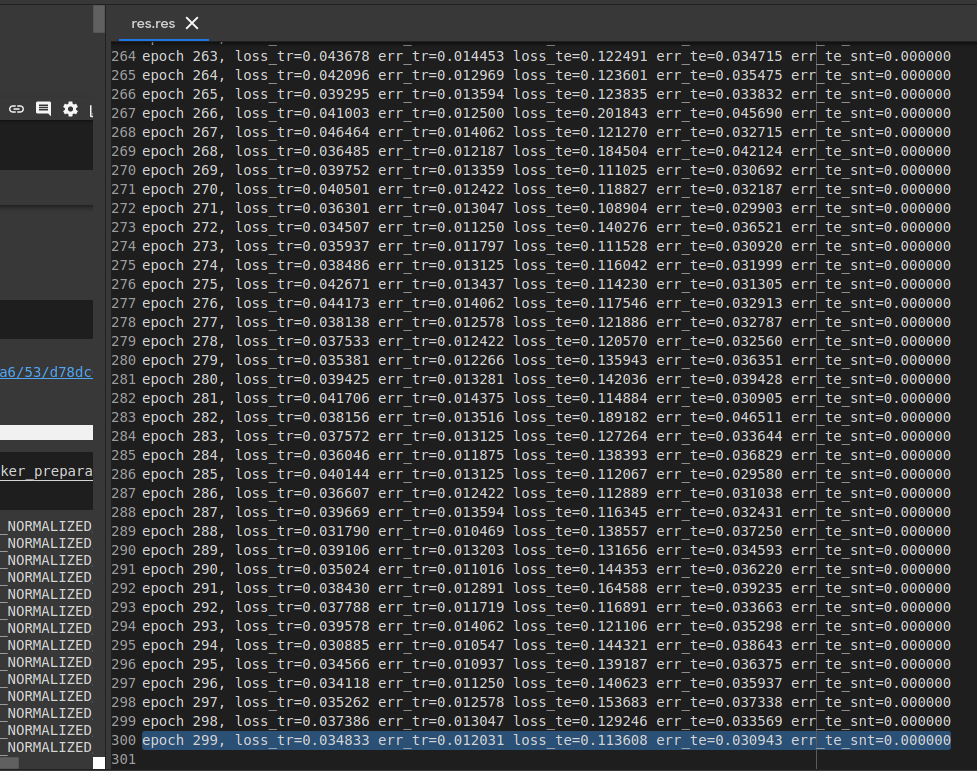 res.res
264 epoch 263, loss_tr=0.043678 err_tr=0.014453 loss_te=0.122491 err_te=0.034715 err_te_snt=0.000000
265 epoch 264, loss_tr=0.042096 err_tr=0.012969 loss_te=0.123601 err_te=0.035475 err_te_snt=0.000000
266 epoch 265, loss_tr=0.039295 err_tr=0.013594 loss_te=0.123835 err_te=0.033832 err_te_snt=0.000000
267 epoch 266, loss_tr=0.041003 err_tr=0.012500 loss_te=0.201843 err_te=0.045690 err_te_snt=0.000000
268 epoch 267, loss_tr=0.046464 err_tr=0.014062 loss_te=0.121270 err_te=0.032715 err_te_snt=0.000000
269 epoch 268, loss_tr=0.036485 err_tr=0.012187 loss_te=0.184504 err_te=0.042124 err_te_snt=0.000000
270 epoch 269, loss_tr=0.039752 err_tr=0.013359 loss_te=0.111025 err_te=0.030692 err_te_snt=0.000000
271 epoch 270, loss_tr=0.040501 err_tr=0.012422 loss_te=0.118827 err_te=0.032187 err_te_snt=0.000000
272 epoch 271, loss_tr=0.036301 err_tr=0.013047 loss_te=0.108904 err_te=0.029903 err_te_snt=0.000000
273 epoch 272, loss_tr=0.034507 err_tr=0.011250 loss_te=0.140276 err_te=0.036521 err_te_snt=0.000000
274 epoch 273, loss_tr=0.035937 err_tr=0.011797 loss_te=0.111528 err_te=0.030920 err_te_snt=0.000000
275 epoch 274, loss_tr=0.038486 err_tr=0.013125 loss_te=0.116042 err_te=0.031999 err_te_snt=0.000000
276 epoch 275, loss_tr=0.042671 err_tr=0.013437 loss_te=0.114230 err_te=0.031305 err_te_snt=0.000000
277 epoch 276, loss_tr=0.044173 err_tr=0.014062 loss_te=0.117546 err_te=0.032913 err_te_snt=0.000000
278 epoch 277, loss_tr=0.038138 err_tr=0.012578 loss_te=0.121886 err_te=0.032787 err_te_snt=0.000000
279 epoch 278, loss_tr=0.037533 err_tr=0.012422 loss_te=0.120570 err_te=0.032560 err_te_snt=0.000000
280 epoch 279, loss_tr=0.035381 err_tr=0.012266 loss_te=0.135943 err_te=0.036351 err_te_snt=0.000000
281 epoch 280, loss_tr=0.039425 err_tr=0.013281 loss_te=0.142036 err_te=0.039428 err_te_snt=0.000000
282 epoch 281, loss_tr=0.041706 err_tr=0.014375 loss_te=0.114884 err_te=0.030905 err_te_snt=0.000000
283 epoch 282, loss_tr=0.038156 err_tr=0.013516 loss_te=0.189182 err_te=0.046511 err_te_snt=0.000000
284 epoch 283, loss_tr=0.037572 err_tr=0.013125 loss_te=0.127264 err_te=0.033644 err_te_snt=0.000000
285 epoch 284, loss_tr=0.036046 err_tr=0.011875 loss_te=0.138393 err_te=0.036829 err_te_snt=0.000000
286 epoch 285, loss_tr=0.040144 err_tr=0.013125 loss_te=0.112067 err_te=0.029580 err_te_snt=0.000000
287 epoch 286, loss_tr=0.036607 err_tr=0.012422 loss_te=0.112889 err_te=0.031038 err_te_snt=0.000000
288 epoch 287, loss_tr=0.039669 err_tr=0.013594 loss_te=0.116345 err_te=0.032431 err_te_snt=0.000000
289 epoch 288, loss_tr=0.031790 err_tr=0.010469 loss_te=0.138557 err_te=0.037250 err_te_snt=0.000000
290 epoch 289, loss_tr=0.039106 err_tr=0.013203 loss_te=0.131656 err_te=0.034593 err_te_snt=0.000000
291 epoch 290, loss_tr=0.035024 err_tr=0.011016 loss_te=0.144353 err_te=0.036220 err_te_snt=0.000000
292 epoch 291, loss_tr=0.038430 err_tr=0.012891 loss_te=0.164588 err_te=0.039235 err_te_snt=0.000000
293 epoch 292, loss_tr=0.037788 err_tr=0.011719 loss_te=0.116891 err_te=0.033663 err_te_snt=0.000000
294 epoch 293, loss_tr=0.039578 err_tr=0.014062 loss_te=0.121106 err_te=0.035298 err_te_snt=0.000000
295 epoch 294, loss_tr=0.030885 err_tr=0.010547 loss_te=0.144321 err_te=0.038643 err_te_snt=0.000000
296 epoch 295, loss_tr=0.034566 err_tr=0.010937 loss_te=0.139187 err_te=0.036375 err_te_snt=0.000000
297 epoch 296, loss_tr=0.034118 err_tr=0.011250 loss_te=0.140623 err_te=0.035937 err_te_snt=0.000000
298 epoch 297, loss_tr=0.035262 err_tr=0.012578 loss_te=0.153683 err_te=0.037338 err_te_snt=0.000000
299 epoch 298, loss_tr=0.037386 err_tr=0.013047 loss_te=0.129246 err_te=0.033569 err_te_snt=0.000000
300 epoch 299, loss_tr=0.034833 err_tr=0.012031 loss_te=0.113608 err_te=0.030943 err_te_snt=0.000000
301
a6/53/d78dc
ker_prepara
_NORMALIZED
_NORMALIZED
_NORMALIZED
_NORMALIZED
_NORMALIZED
_NORMALIZED
_NORMALIZED
_NORMALIZED
_NORMALIZED
_NORMALIZED
_NORMALIZED
_NORMALIZED
_NORMALIZED
_NORMALIZED